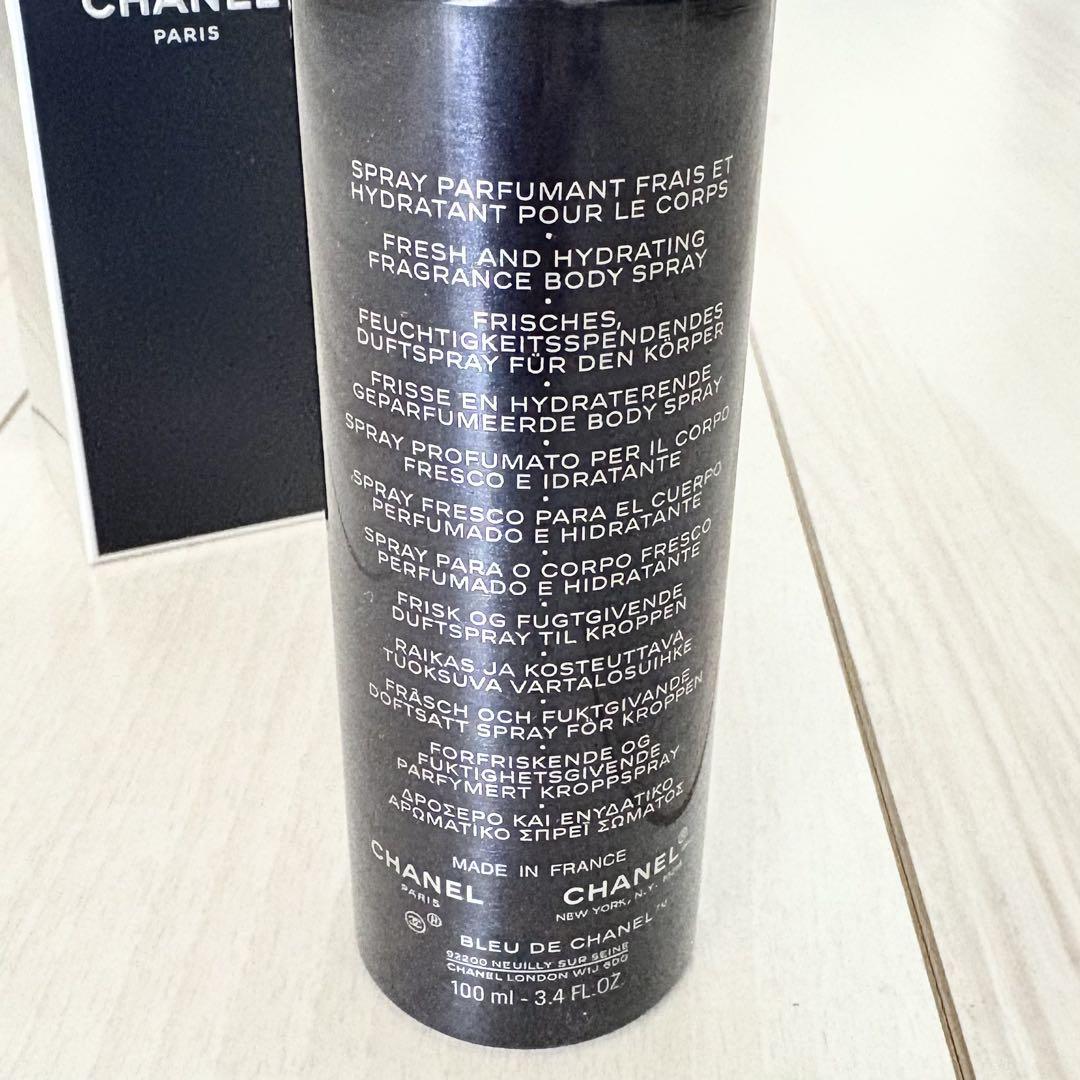 CHANEL
PARIS
SPRAY PARFUMANT FRAIS ET
HYDRATANT POUR LE CORPS
•
FRESH AND HYDRATING
FRAGRANCE BODY SPRAY
•
FRISCHES,
FEUCHTIGKEITSSPENDENDES
DUFTSPRAY FÜR DEN KÖRPER
•
FRISSE EN HYDRATERENDE
GEPARFUMEERDE BODY SPRAY
•
SPRAY PROFUMATO PER IL CORPO
FRESCO E IDRATANTE
•
SPRAY FRESCO PARA EL CUERPO
PERFUMADO E HIDRATANTE
•
SPRAY PARA O CORPO FRESCO
PERFUMADO E HIDRATANTE
•
FRISK OG FUGTGIVENDE
DUFTSPRAY TIL KROPPEN
•
RAIKAS JA KOSTEUTTAVA
TUOKSUVA VARTALOSUIHKE
•
FRÄSCH OCH FUKTGIVANDE
DOFTSATT SPRAY FÖR KROPPEN
•
FORFRISKENDE OG
FUKTIGHETSGIVENDE
PARFYMERT KROPPSPRAY
•
ΔΡΟΣΕΡΟ ΚΑΙ ΕΝΥΔΑΤΙΚΟ
ΑΡΩΜΑΤΙΚΟ ΣΠΡΕΪ ΣΩΜΑΤΟΣ
MADE IN FRANCE
CHANEL
PARIS
CHANEL®
NEW YORK, N.Y.
BLEU DE CHANEL
92200 NEUILLY SUR SEINE
CHANEL LONDON W1J 6DG
100 ml - 3.4 FL.OZ.